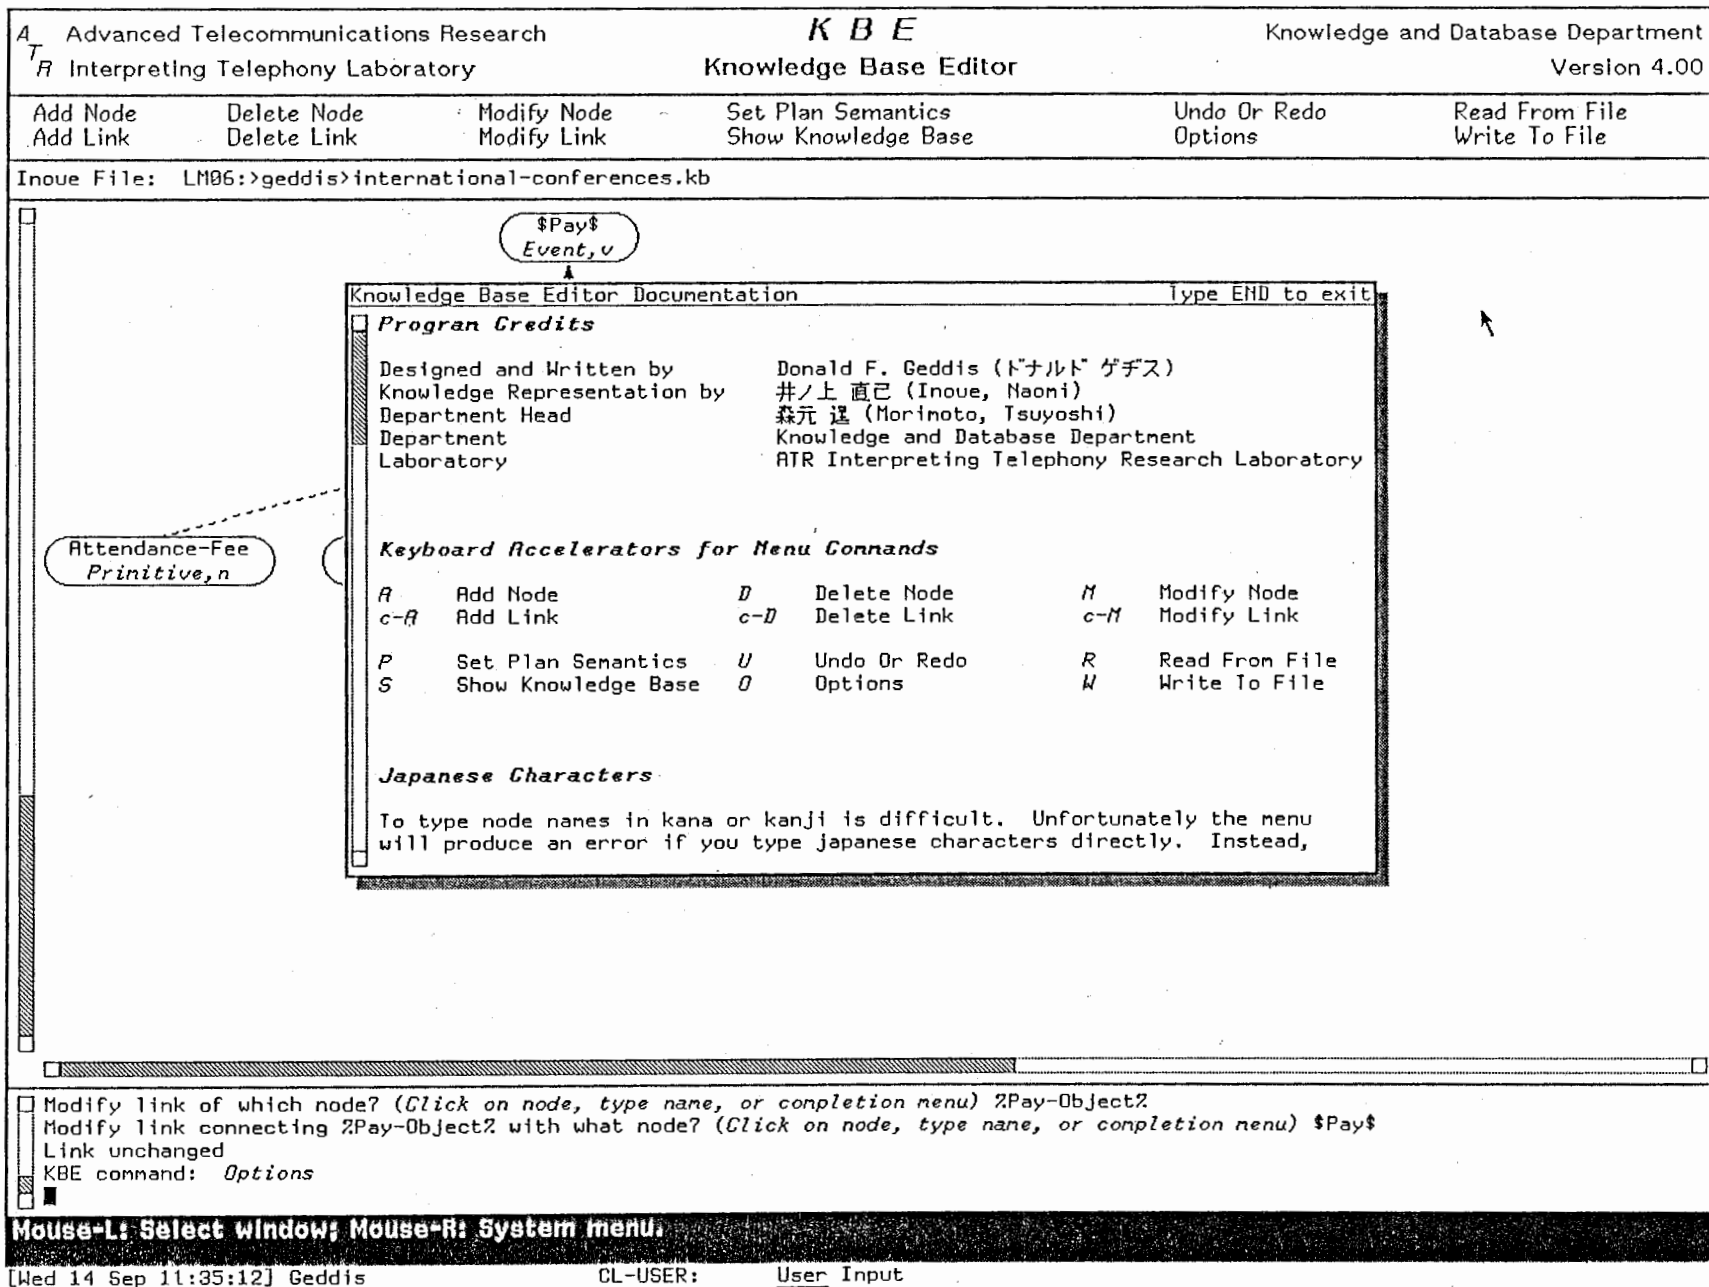 ATR Advanced Telecommunications Research
Interpreting Telephony Laboratory
KBE
Knowledge Base Editor
Knowledge and Database Department
Version 4.00
Add Node Delete Node Modify Node Set Plan Semantics Undo Or Redo Read From File
Add Link Delete Link Modify Link Show Knowledge Base Options Write To File
Inoue File: LM06:>geddis>international-conferences.kb
$Pay$
Event,v
Knowledge Base Editor Documentation Type END to exit
Program Credits
Designed and Written by Donald F. Geddis (ドナルド ゲヂス)
Knowledge Representation by 井ノ上 直己 (Inoue, Naomi)
Department Head 森元 逞 (Morimoto, Tsuyoshi)
Department Knowledge and Database Department
Laboratory ATR Interpreting Telephony Research Laboratory
Attendance-Fee
Primitive,n
Keyboard Accelerators for Menu Commands
A Add Node D Delete Node M Modify Node
c-A Add Link c-D Delete Link c-M Modify Link
P Set Plan Semantics U Undo Or Redo R Read From File
S Show Knowledge Base O Options W Write To File
Japanese Characters
To type node names in kana or kanji is difficult. Unfortunately the menu
will produce an error if you type japanese characters directly. Instead,
Modify link of which node? (Click on node, type name, or completion menu) %Pay-Object%
Modify link connecting %Pay-Object% with what node? (Click on node, type name, or completion menu) $Pay$
Link unchanged
KBE command: Options
Mouse-L: Select window; Mouse-R: System menu.
[Wed 14 Sep 11:35:12] Geddis CL-USER: User Input